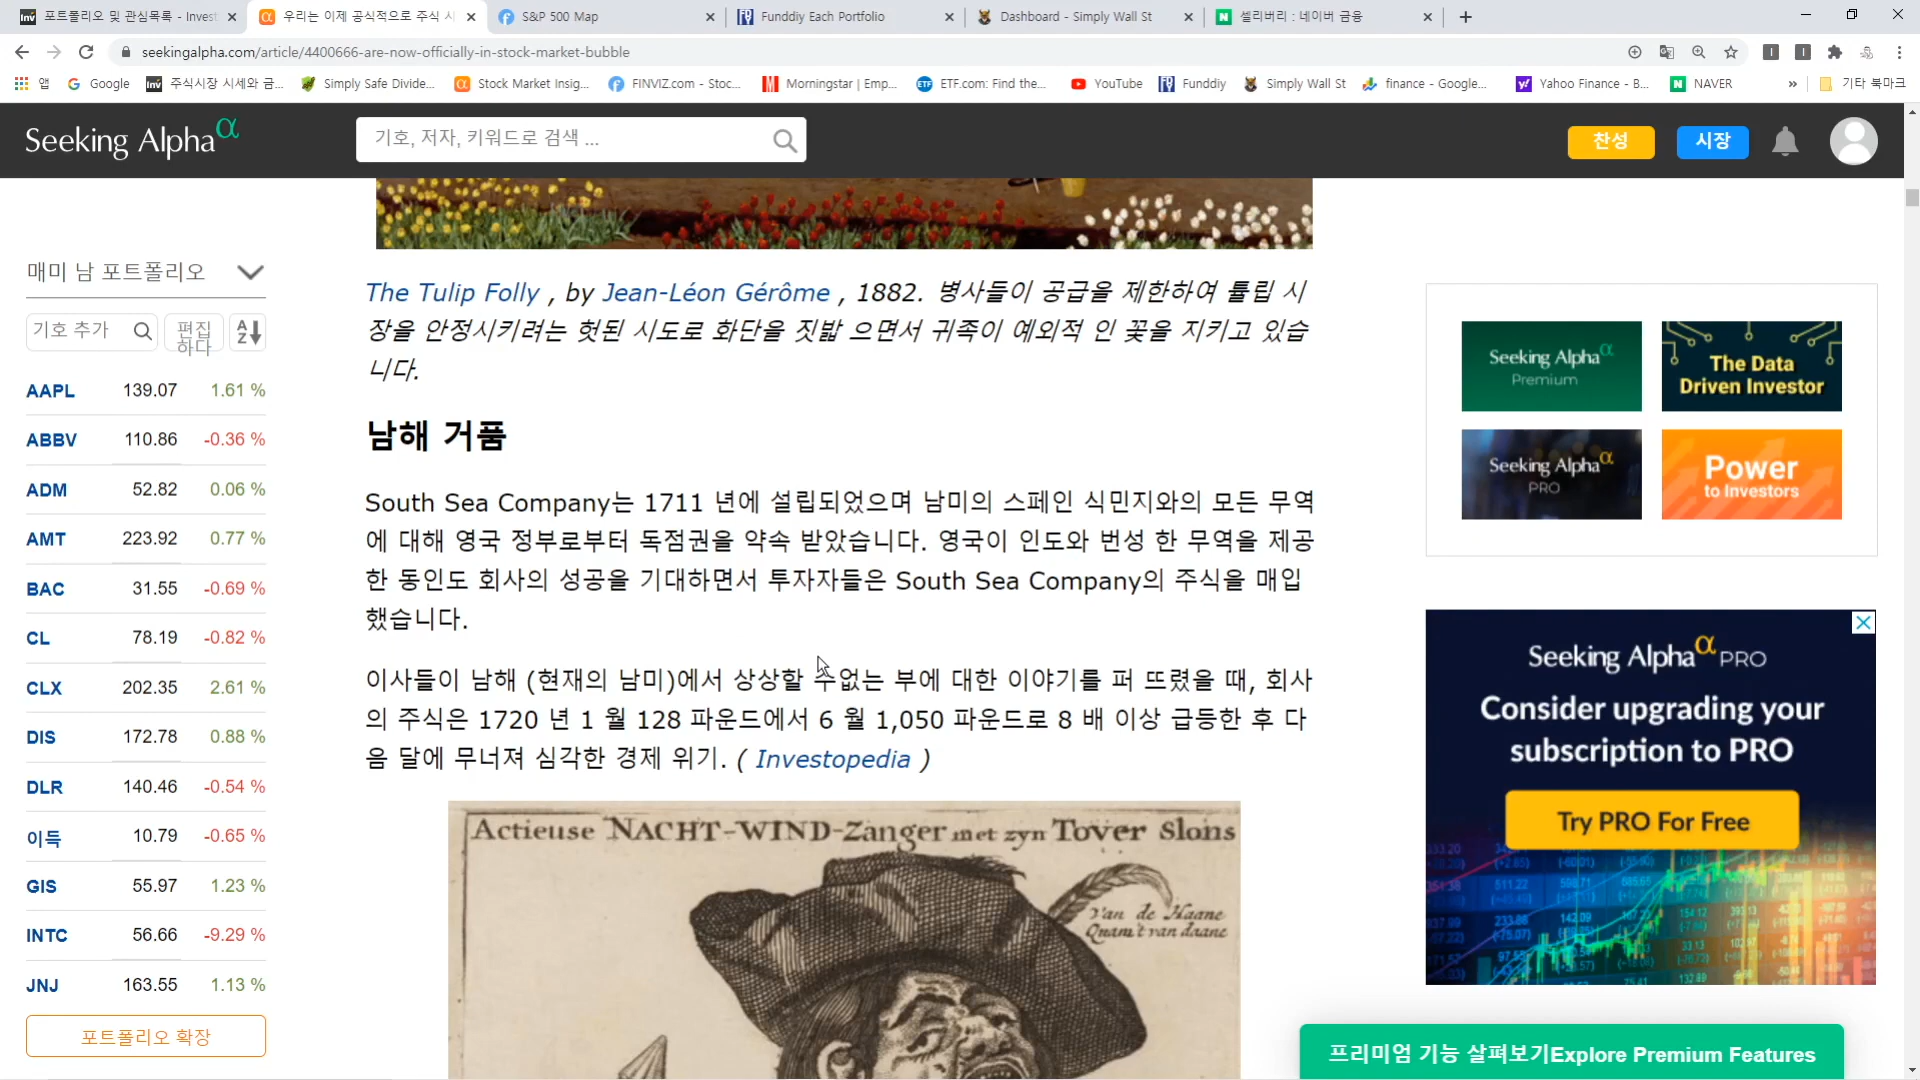 포트폴리오 및 관심목록 - Invest
우리는 이제 공식적으로 주식 시
S&P 500 Map
Funddiy Each Portfolio
Dashboard - Simply Wall St
셀리버리 : 네이버 금융
seekingalpha.com/article/4400666-are-now-officially-in-stock-market-bubble
앱
Google
주식시장 시세와 금...
Simply Safe Divide...
Stock Market Insig...
FINVIZ.com - Stoc...
Morningstar | Emp...
ETF.com: Find the...
YouTube
Funddiy
Simply Wall St
finance - Google...
Yahoo Finance - B...
NAVER
»
기타 북마크
Seeking Alpha α
기호, 저자, 키워드로 검색 ...
찬성
시장
매미 남 포트폴리오
기호 추가
편집
하다
A
Z
AAPL 139.07 1.61 %
ABBV 110.86 -0.36 %
ADM 52.82 0.06 %
AMT 223.92 0.77 %
BAC 31.55 -0.69 %
CL 78.19 -0.82 %
CLX 202.35 2.61 %
DIS 172.78 0.88 %
DLR 140.46 -0.54 %
이득 10.79 -0.65 %
GIS 55.97 1.23 %
INTC 56.66 -9.29 %
JNJ 163.55 1.13 %
포트폴리오 확장
The Tulip Folly , by Jean-Léon Gérôme , 1882. 병사들이 공급을 제한하여 튤립 시
장을 안정시키려는 헛된 시도로 화단을 짓밟 으면서 귀족이 예외적 인 꽃을 지키고 있습
니다.
남해 거품
South Sea Company는 1711 년에 설립되었으며 남미의 스페인 식민지와의 모든 무역
에 대해 영국 정부로부터 독점권을 약속 받았습니다. 영국이 인도와 번성 한 무역을 제공
한 동인도 회사의 성공을 기대하면서 투자자들은 South Sea Company의 주식을 매입
했습니다.
이사들이 남해 (현재의 남미)에서 상상할 수없는 부에 대한 이야기를 퍼 뜨렸을 때, 회사
의 주식은 1720 년 1 월 128 파운드에서 6 월 1,050 파운드로 8 배 이상 급등한 후 다
음 달에 무너져 심각한 경제 위기. ( Investopedia )
Actieuse NACHT-WIND-Zanger met zyn Tover Slons
Van de Haane
Quam't van daane
Seeking Alpha α
Premium
The Data
Driven Investor
Seeking Alpha α
PRO
Power
to Investors
Seeking Alpha α PRO
Consider upgrading your
subscription to PRO
Try PRO For Free
프리미엄 기능 살펴보기Explore Premium Features